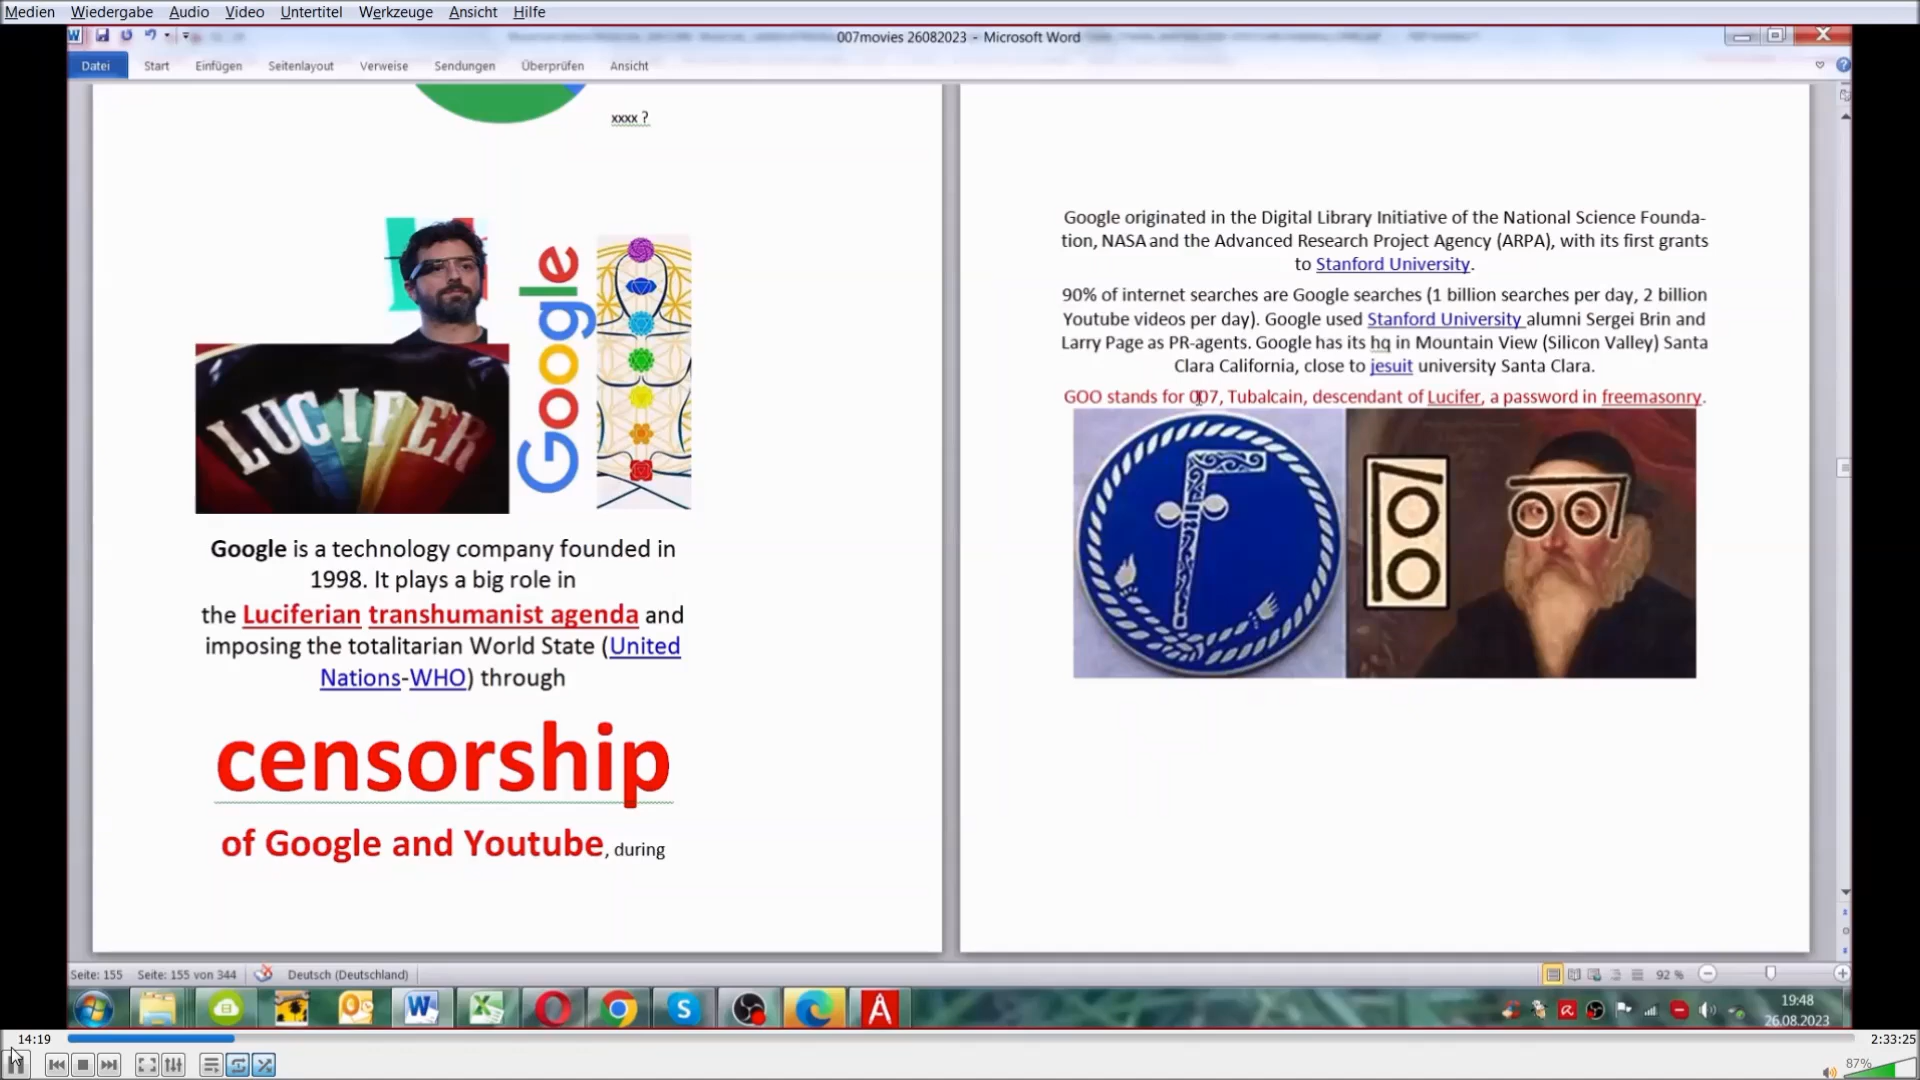 Medien Wiedergabe Audio Video Untertitel Werkzeuge Ansicht Hilfe
007movies 26082023 - Microsoft Word
Datei Start Einfügen Seitenlayout Verweise Sendungen Überprüfen Ansicht
xxxx ?
LUCIFER
Google
Google is a technology company founded in
1998. It plays a big role in
the Luciferian transhumanist agenda and
imposing the totalitarian World State (United
Nations-WHO) through
censorship
of Google and Youtube, during
Google originated in the Digital Library Initiative of the National Science Founda-
tion, NASA and the Advanced Research Project Agency (ARPA), with its first grants
to Stanford University.
90% of internet searches are Google searches (1 billion searches per day, 2 billion
Youtube videos per day). Google used Stanford University alumni Sergei Brin and
Larry Page as PR-agents. Google has its hq in Mountain View (Silicon Valley) Santa
Clara California, close to jesuit university Santa Clara.
GOO stands for 007, Tubalcain, descendant of Lucifer, a password in freemasonry.
Seite: 155 Seite: 155 von 344 Deutsch (Deutschland) 92 %
19:48
26.08.2023
14:19 2:33:25
87%